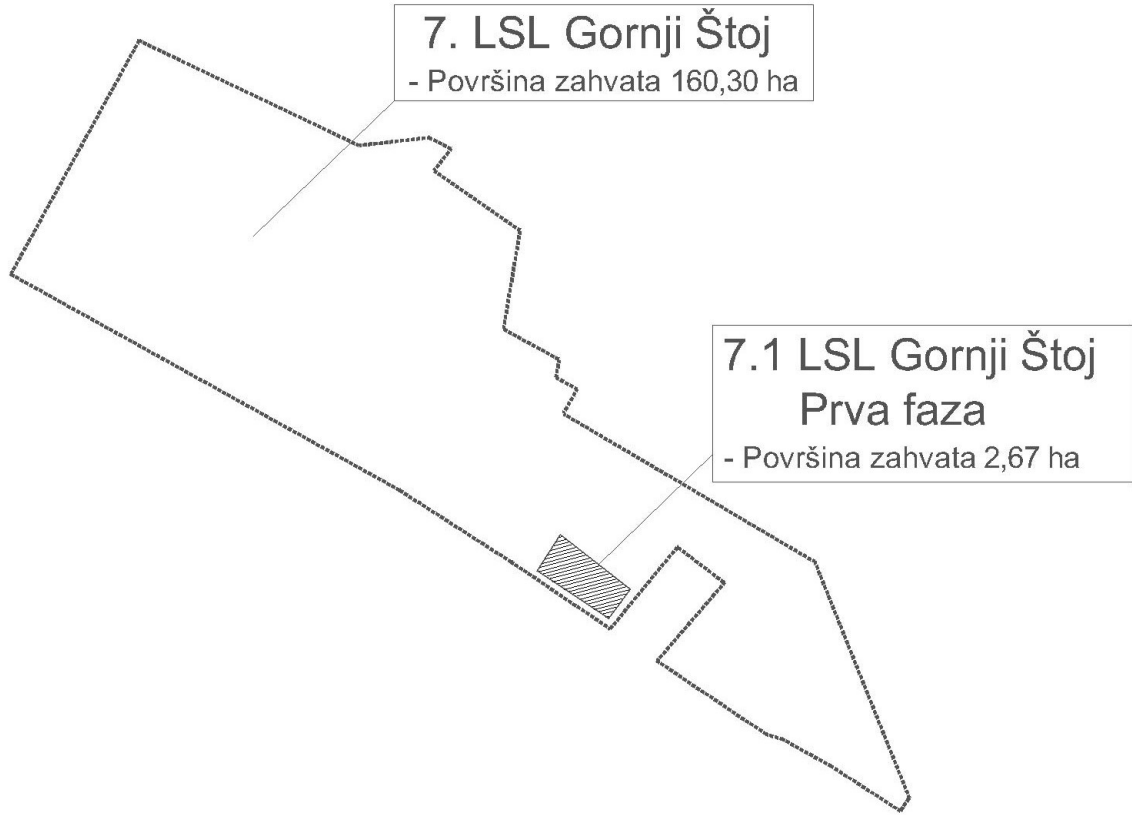 7. LSL Gornji Štoj
- Površina zahvata 160,30 ha
7.1 LSL Gornji Štoj
Prva faza
- Površina zahvata 2,67 ha